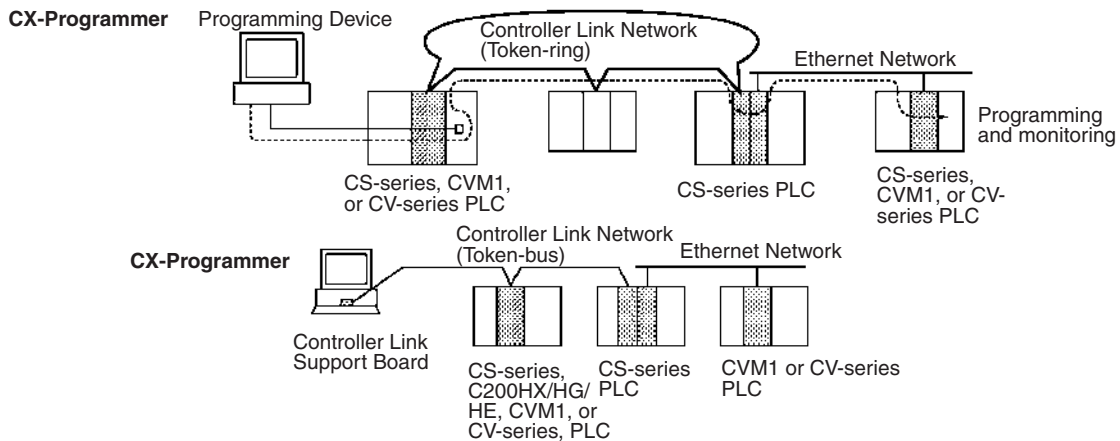 CX-Programmer
Programming Device
Controller Link Network
(Token-ring)
Ethernet Network
Programming
and monitoring
CS-series, CVM1,
or CV-series PLC
CS-series PLC
CS-series,
CVM1, or CV-
series PLC
CX-Programmer
Controller Link Network
(Token-bus)
Ethernet Network
Controller Link
Support Board
CS-series,
C200HX/HG/
HE, CVM1, or
CV-series, PLC
CS-series
PLC
CVM1 or CV-series
PLC